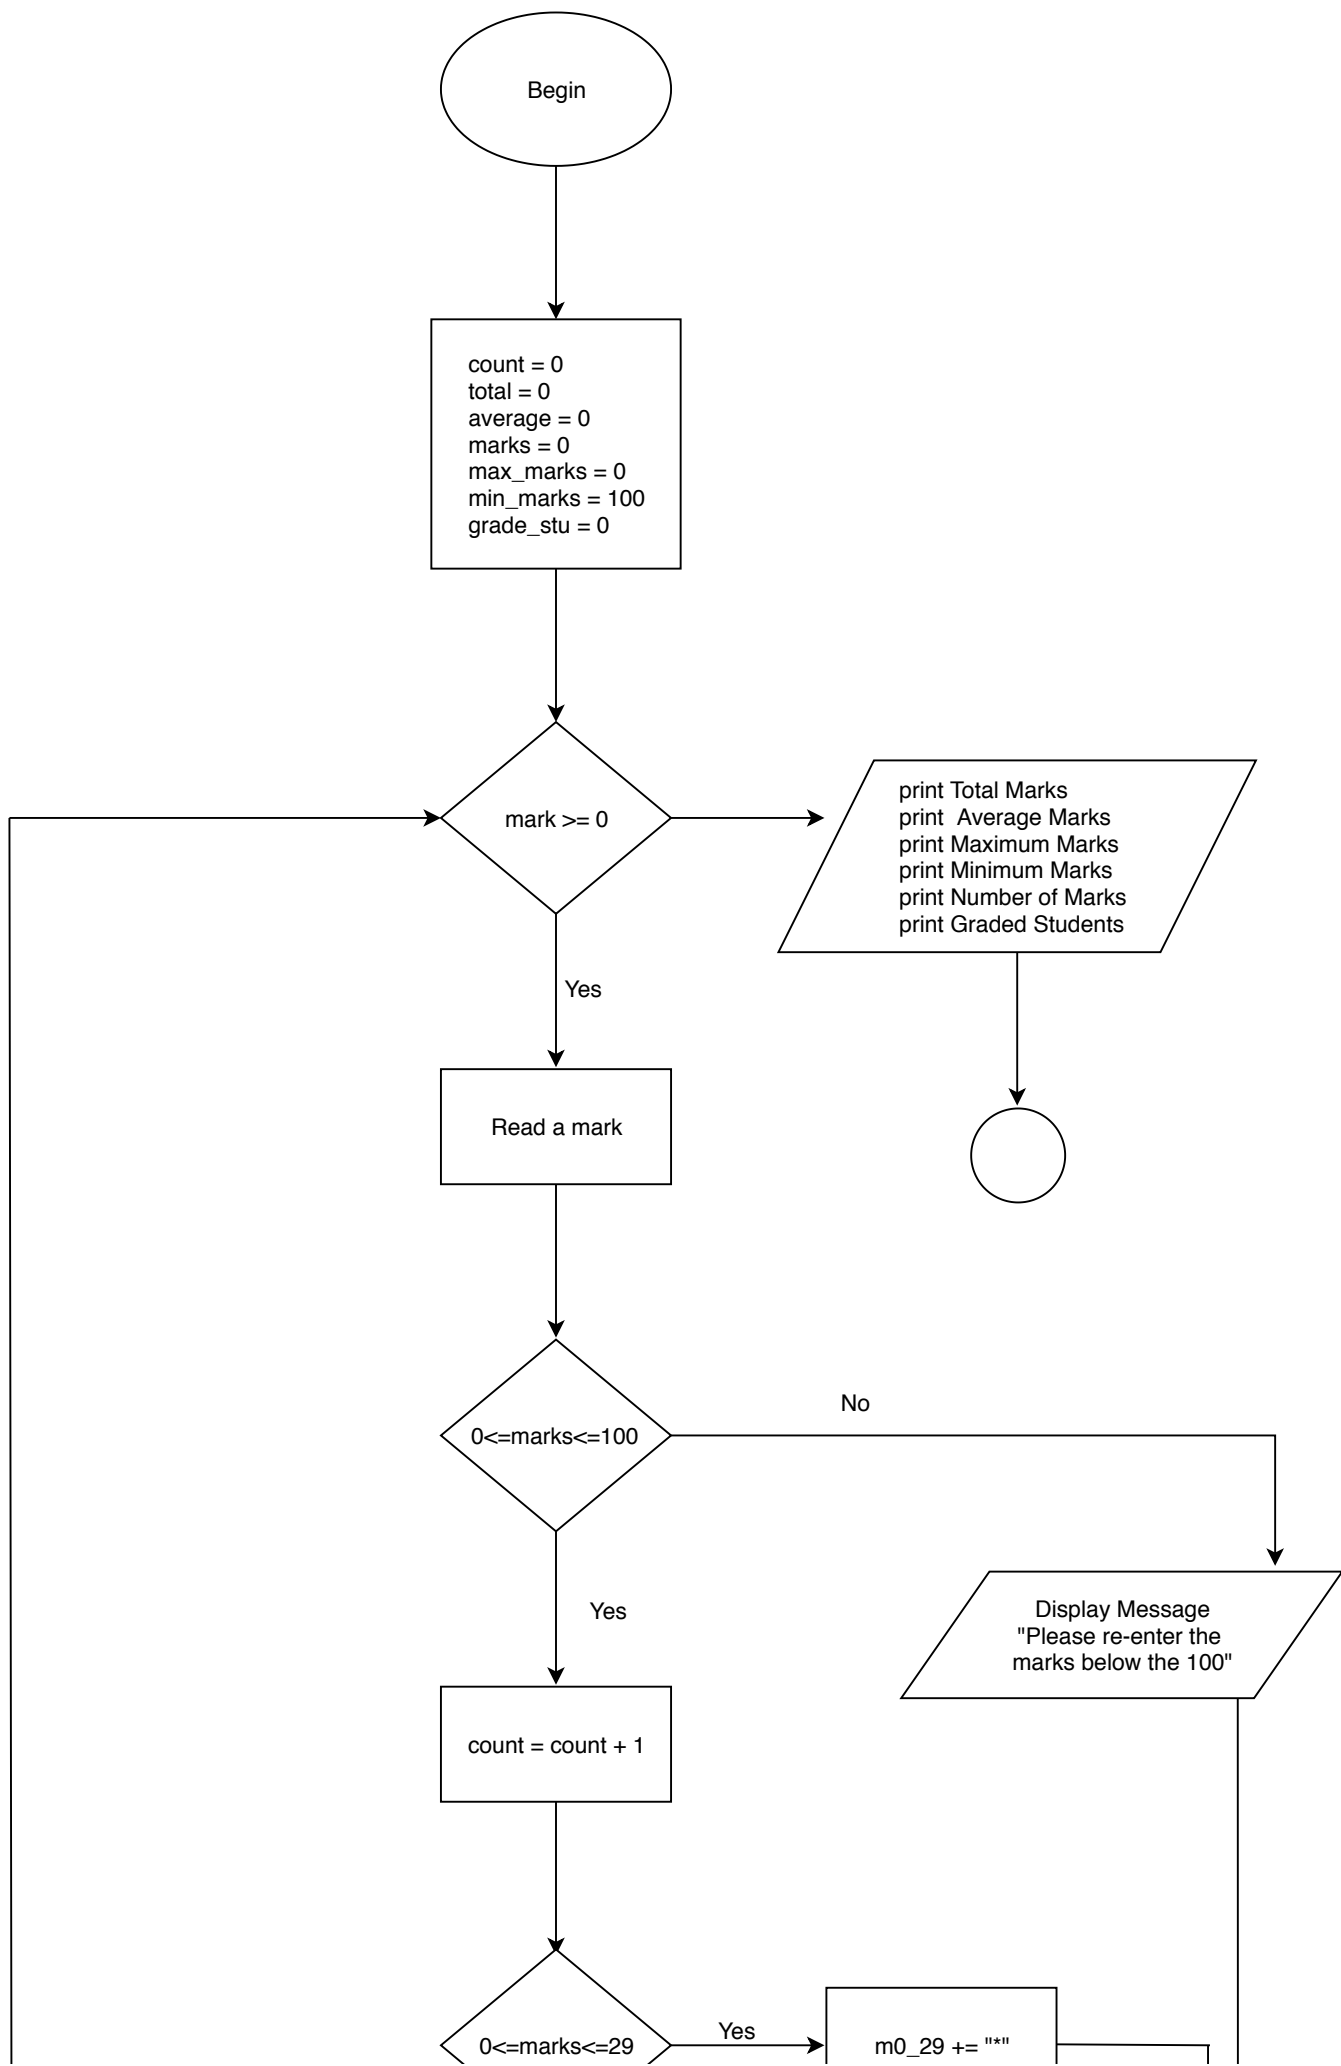 Begin
count = 0
total = 0
average = 0
marks = 0
max_marks = 0
min_marks = 100
grade_stu = 0
mark >= 0
print Total Marks
print  Average Marks
print Maximum Marks
print Minimum Marks
print Number of Marks
print Graded Students
Yes
Read a mark
0<=marks<=100
No
Yes
Display Message
"Please re-enter the
marks below the 100"
count = count + 1
0<=marks<=29
Yes
m0_29 += "*"